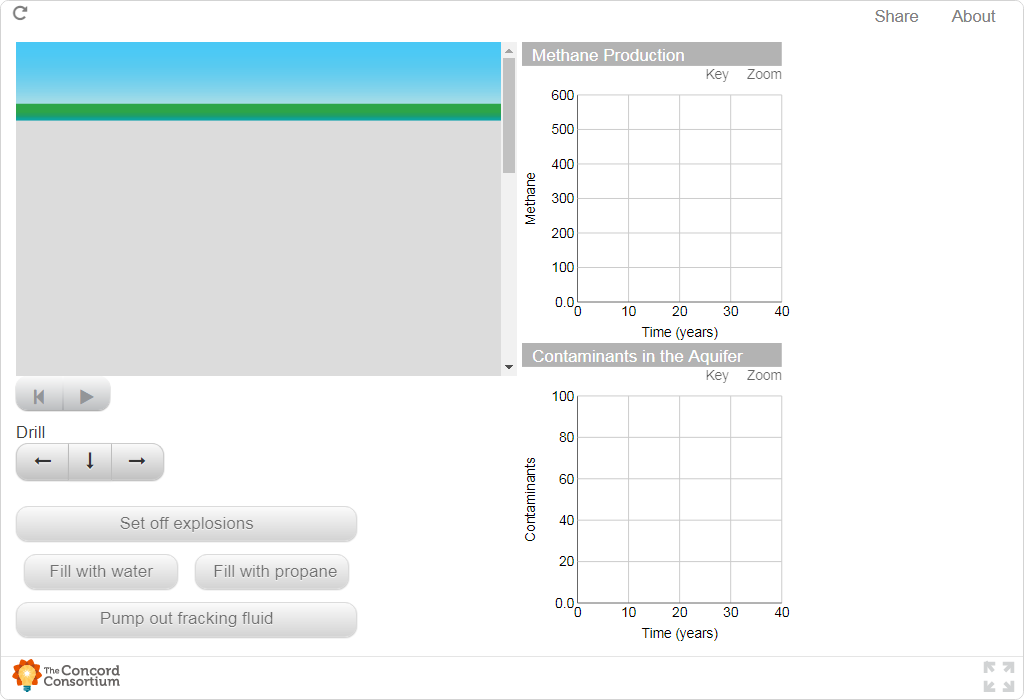 Share About
Methane Production
Key Zoom
600
500
400
300
200
100
0.0
Methane
0 10 20 30 40
Time (years)
Contaminants in the Aquifer
Key Zoom
100
80
60
40
20
0.0
Contaminants
0 10 20 30 40
Time (years)
Drill
Set off explosions
Fill with water Fill with propane
Pump out fracking fluid
The Concord
Consortium